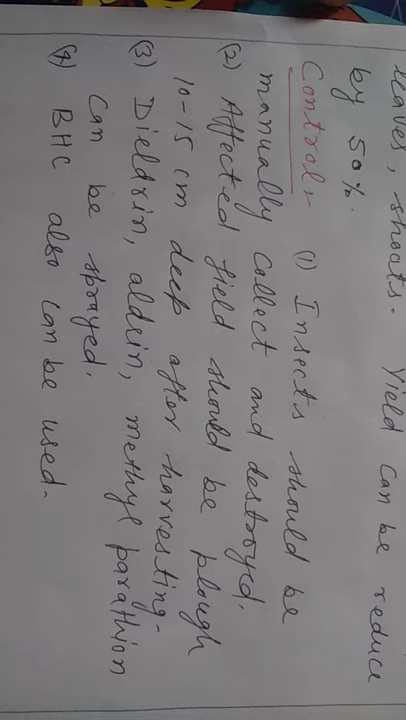 leaves, shoots. Yield can be reduce
by 50%.
Control, (1) Insects should be
manually collect and destroyed.
(2) Affected field should be plough
10-15 cm deep after harvesting.
(3) Dieldrin, aldrin, methyl parathion
can be sprayed.
(4) BHC also can be used.